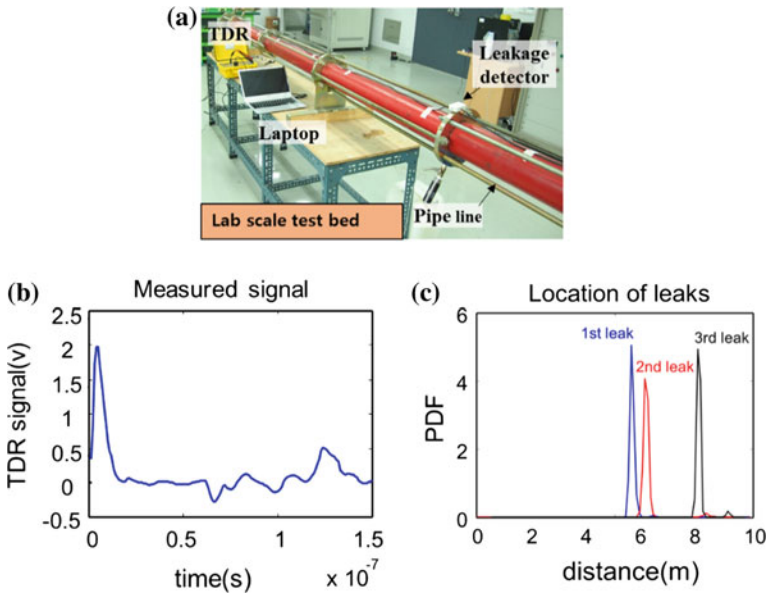 (a)
TDR
Leakage
detector
Laptop
Pipe line
Lab scale test bed
(b)
Measured signal
2.5
2
1.5
1
0.5
0
-0.5
TDR signal(v)
0
0.5
1
1.5
time(s)
× 10⁻⁷
(c)
Location of leaks
6
4
2
0
PDF
1st leak
2nd leak
3rd leak
0
2
4
6
8
10
distance(m)